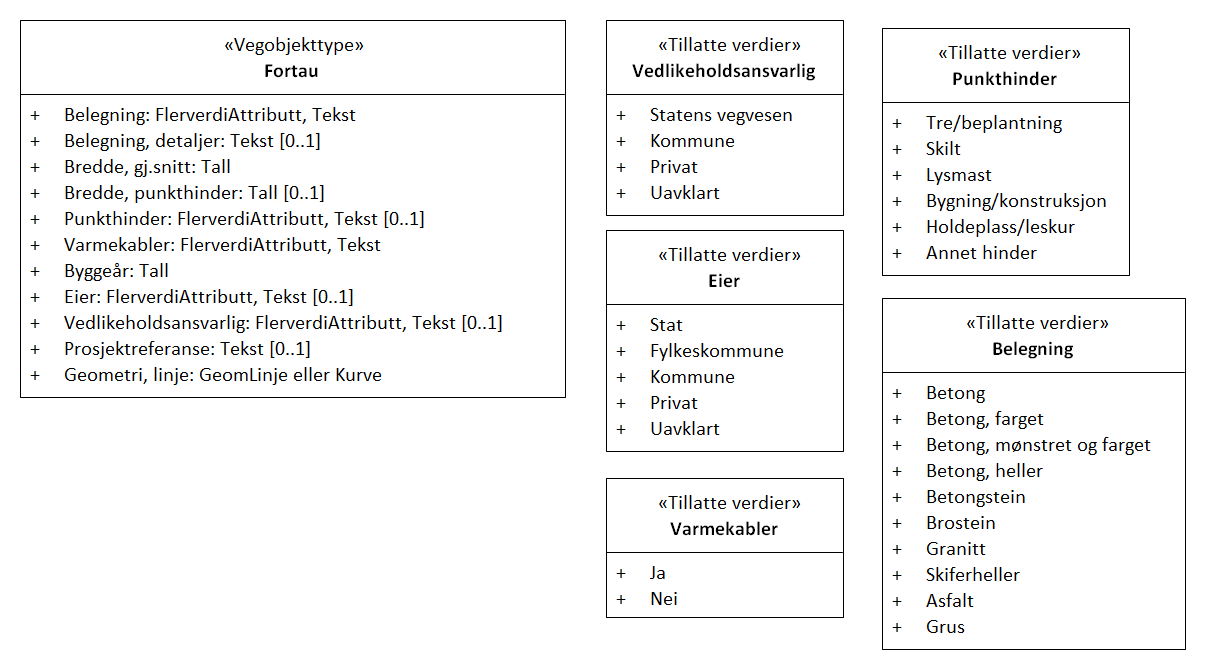 «Vegobjekttype»
Fortau
+ Belegning: FlerverdiAttributt, Tekst
+ Belegning, detaljer: Tekst [0..1]
+ Bredde, gj.snitt: Tall
+ Bredde, punkthinder: Tall [0..1]
+ Punkthinder: FlerverdiAttributt, Tekst [0..1]
+ Varmekabler: FlerverdiAttributt, Tekst
+ Byggeår: Tall
+ Eier: FlerverdiAttributt, Tekst [0..1]
+ Vedlikeholdsansvarlig: FlerverdiAttributt, Tekst [0..1]
+ Prosjektreferanse: Tekst [0..1]
+ Geometri, linje: GeomLinje eller Kurve
«Tillatte verdier»
Vedlikeholdsansvarlig
+ Statens vegvesen
+ Kommune
+ Privat
+ Uavklart
«Tillatte verdier»
Eier
+ Stat
+ Fylkeskommune
+ Kommune
+ Privat
+ Uavklart
«Tillatte verdier»
Varmekabler
+ Ja
+ Nei
«Tillatte verdier»
Punkthinder
+ Tre/beplantning
+ Skilt
+ Lysmast
+ Bygning/konstruksjon
+ Holdeplass/leskur
+ Annet hinder
«Tillatte verdier»
Belegning
+ Betong
+ Betong, farget
+ Betong, mønstret og farget
+ Betong, heller
+ Betongstein
+ Brostein
+ Granitt
+ Skiferheller
+ Asfalt
+ Grus